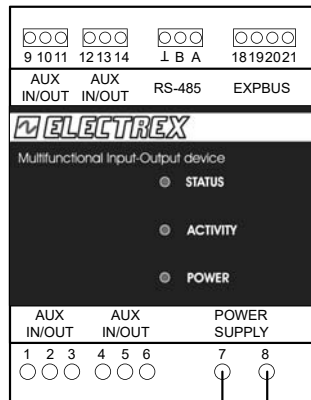 9 10 11 12 13 14 ⊥ B A 18 19 20 21
AUX IN/OUT
AUX IN/OUT
RS-485
EXPBUS
ELECTREX
Multifunctional Input-Output device
STATUS
ACTIVITY
POWER
AUX IN/OUT
AUX IN/OUT
POWER SUPPLY
1 2 3 4 5 6 7 8